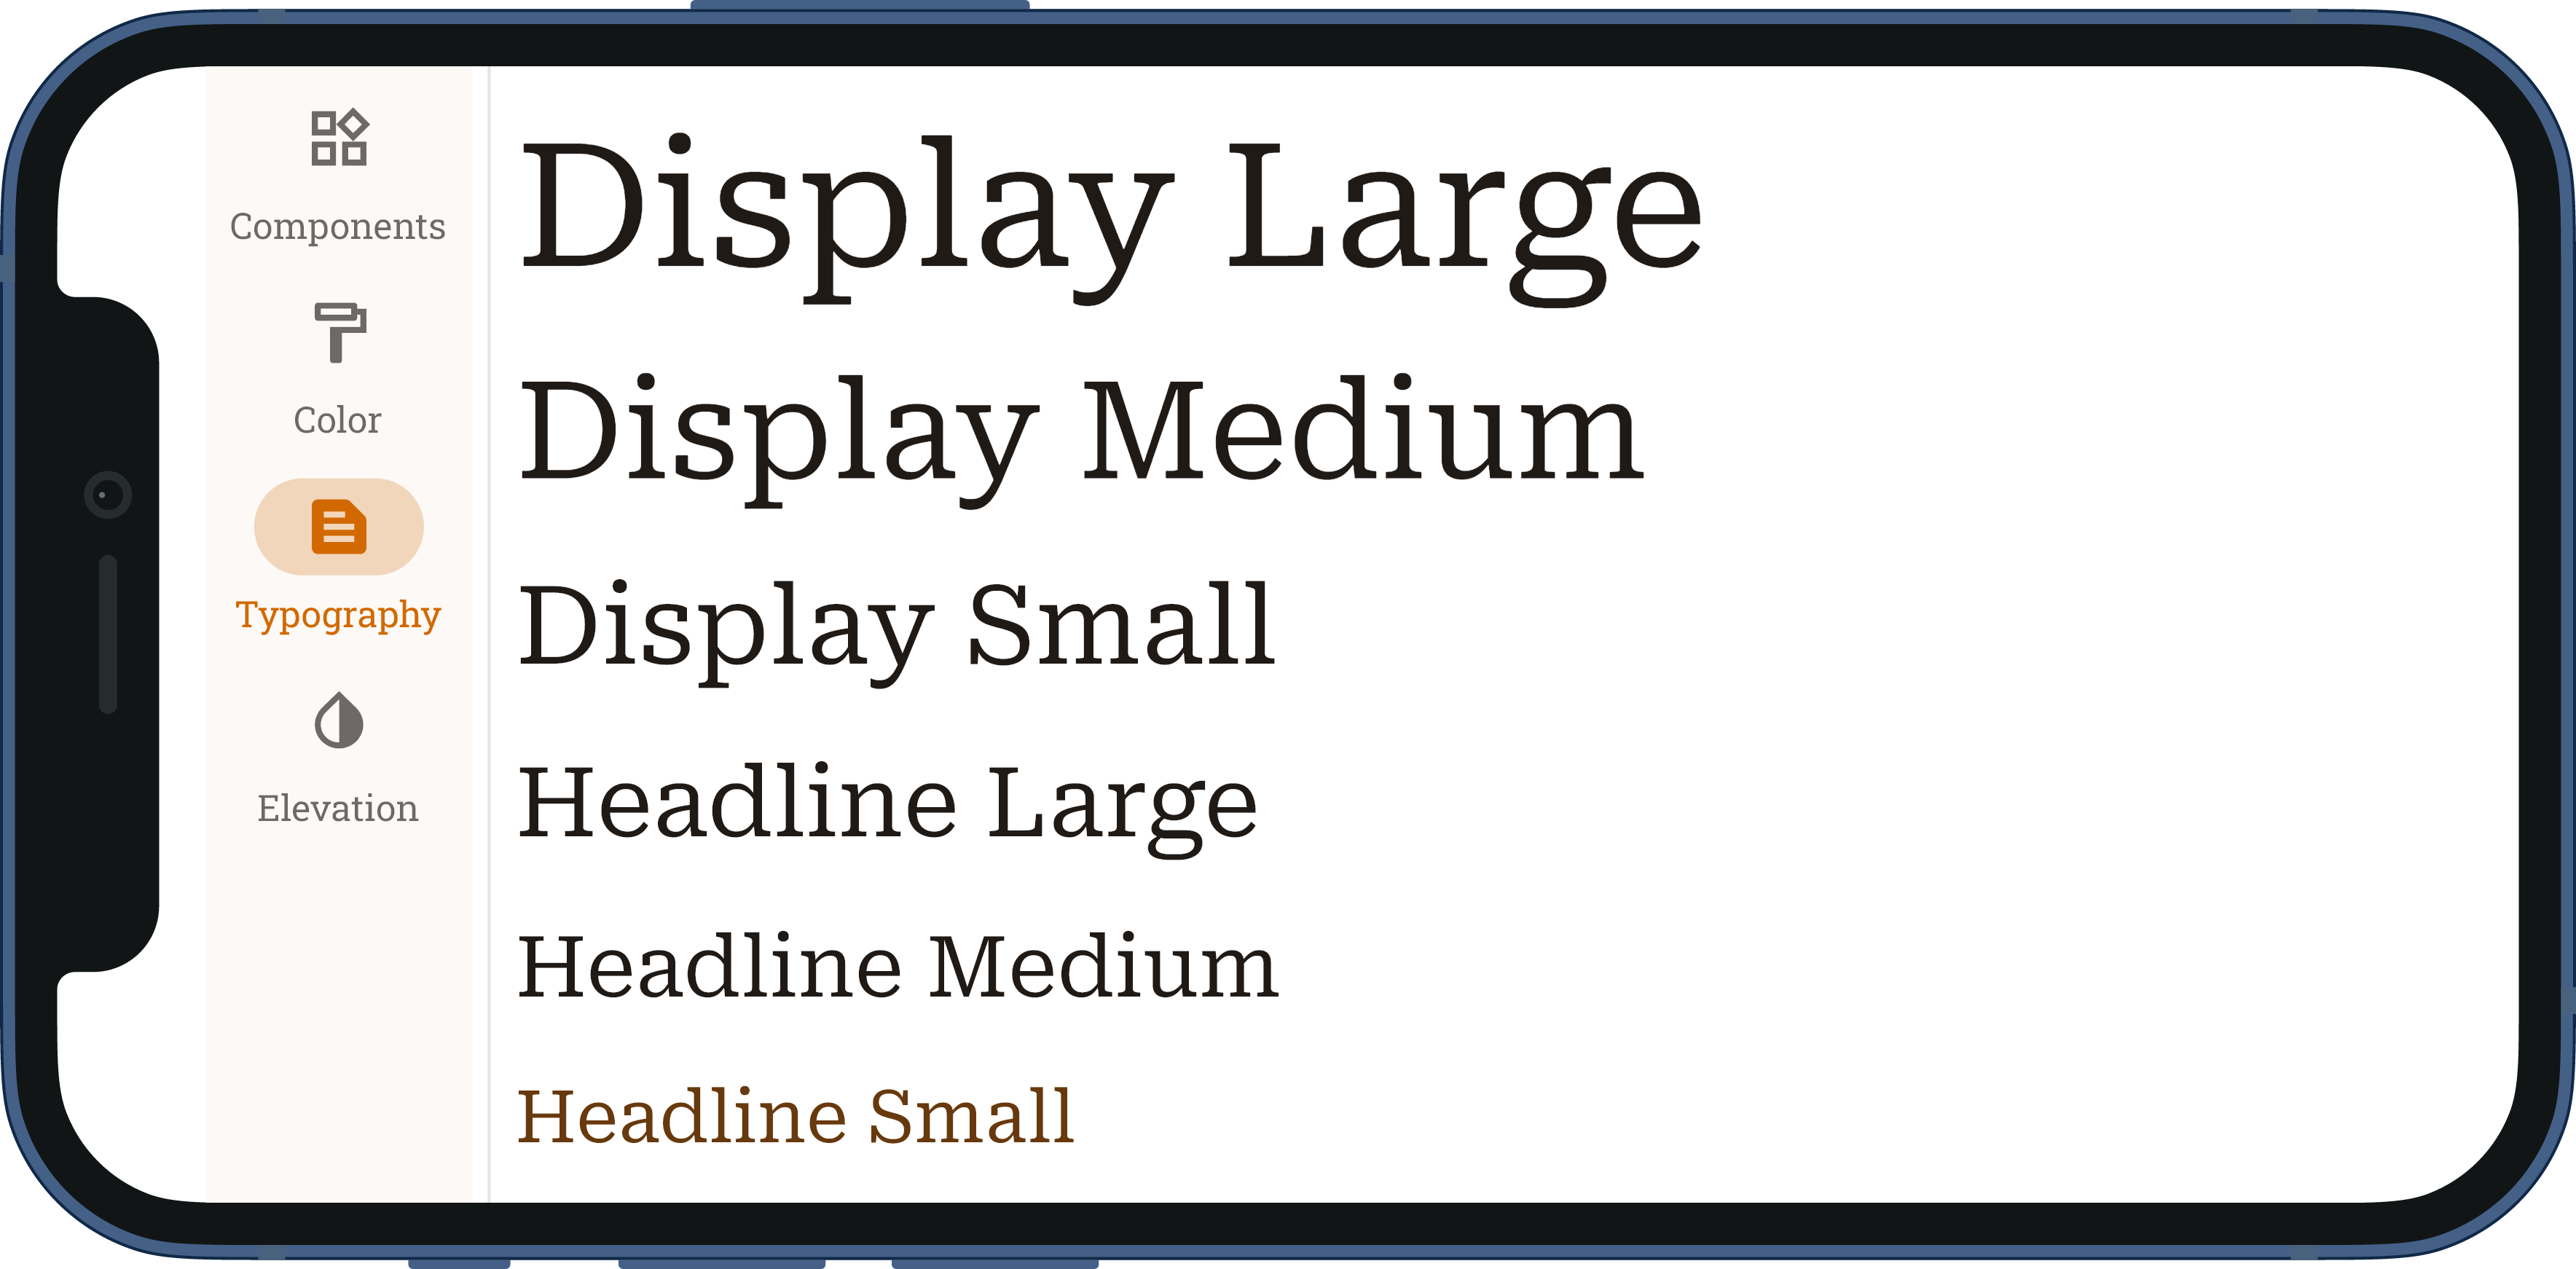 Components
Color
Typography
Elevation
Display Large
Display Medium
Display Small
Headline Large
Headline Medium
Headline Small